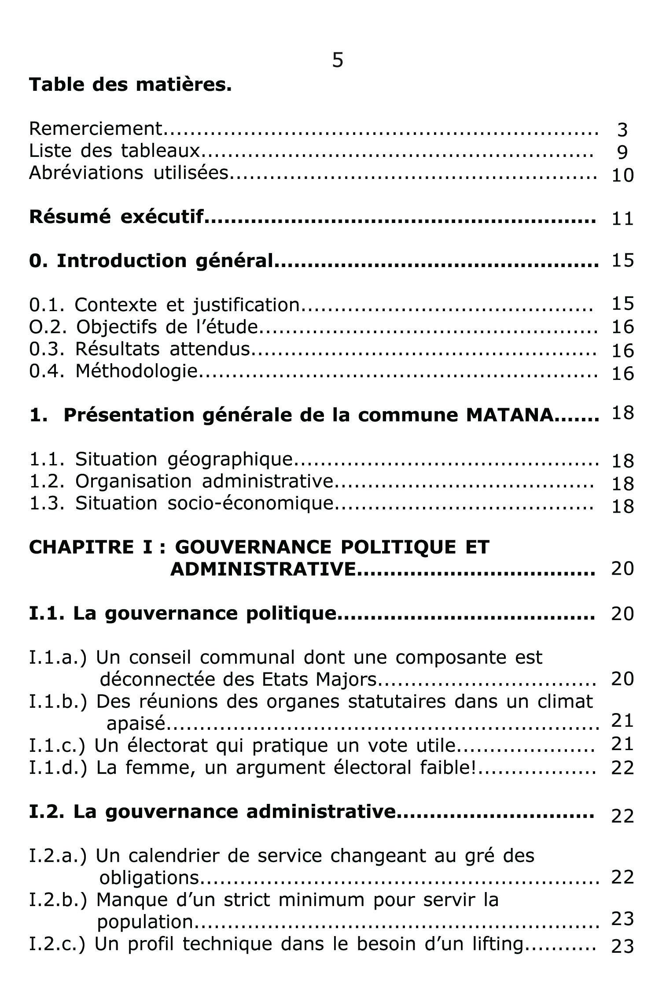 5
Table des matières.
Remerciement................................................................. 3
Liste des tableaux........................................................... 9
Abréviations utilisées....................................................... 10
Résumé exécutif........................................................... 11
0. Introduction général................................................. 15
0.1. Contexte et justification............................................ 15
O.2. Objectifs de l’étude................................................... 16
0.3. Résultats attendus.................................................... 16
0.4. Méthodologie............................................................ 16
1. Présentation générale de la commune MATANA....... 18
1.1. Situation géographique.............................................. 18
1.2. Organisation administrative....................................... 18
1.3. Situation socio-économique....................................... 18
CHAPITRE I : GOUVERNANCE POLITIQUE ET
ADMINISTRATIVE.................................... 20
I.1. La gouvernance politique....................................... 20
I.1.a.) Un conseil communal dont une composante est
déconnectée des Etats Majors................................. 20
I.1.b.) Des réunions des organes statutaires dans un climat
apaisé................................................................. 21
I.1.c.) Un électorat qui pratique un vote utile..................... 21
I.1.d.) La femme, un argument électoral faible!.................. 22
I.2. La gouvernance administrative.............................. 22
I.2.a.) Un calendrier de service changeant au gré des
obligations............................................................ 22
I.2.b.) Manque d’un strict minimum pour servir la
population............................................................. 23
I.2.c.) Un profil technique dans le besoin d’un lifting........... 23